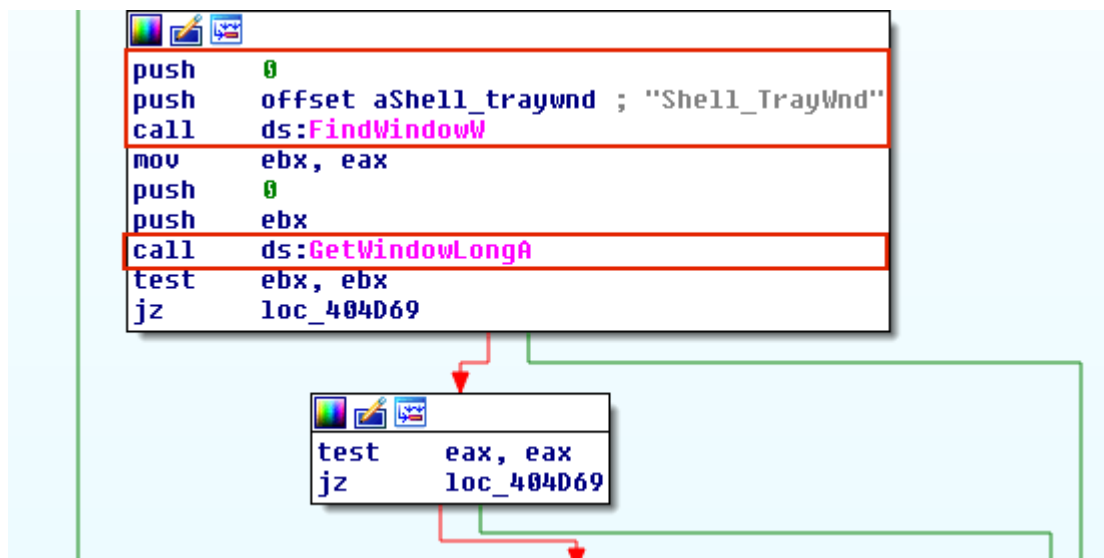 push 0
push offset aShell_traywnd ; "Shell_TrayWnd"
call ds:FindWindowW
mov ebx, eax
push 0
push ebx
call ds:GetWindowLongA
test ebx, ebx
jz loc_404D69
test eax, eax
jz loc_404D69